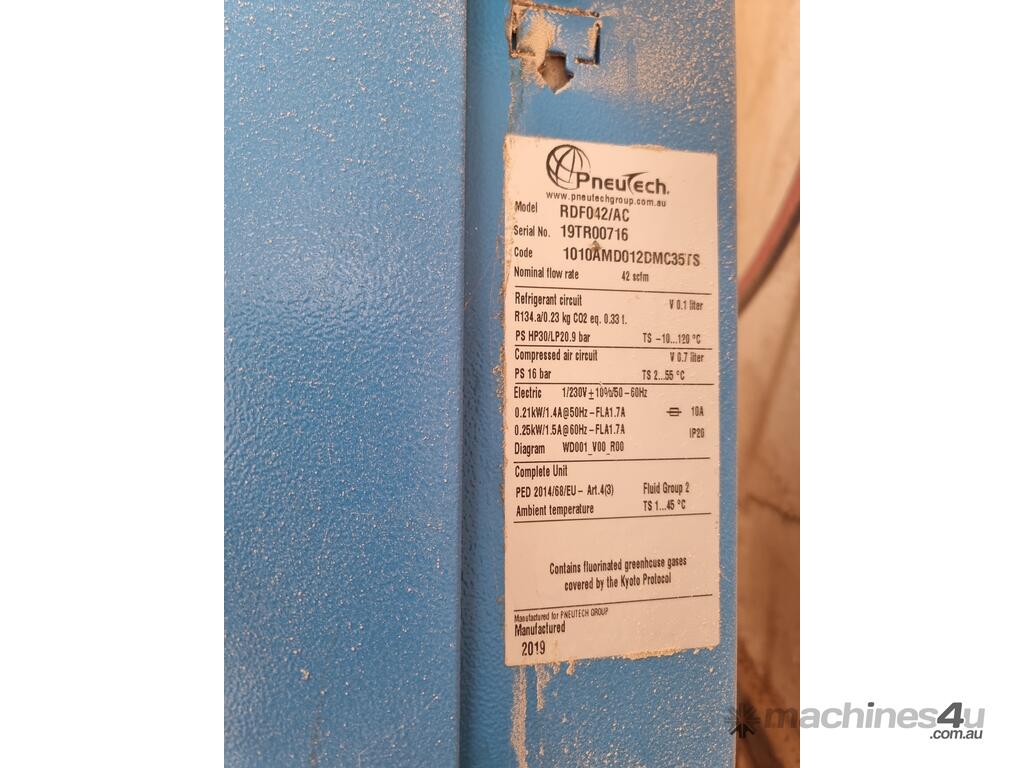 PneuTech
www.pneutechgroup.com.au
Model RDF042/AC
Serial No. 19TR00716
Code 1010AMD012DMC35TS
Nominal flow rate 42 scfm
Refrigerant circuit V 0.1 liter
R134.a/0.23 kg CO2 eq. 0.33 t.
PS HP30/LP20.9 bar TS -10...120 °C
Compressed air circuit V 0.7 liter
PS 16 bar TS 2...55 °C
Electric 1/230V±10%/50-60Hz
0.21kW/1.4A@50Hz-FLA1.7A 10A
0.25kW/1.5A@60Hz-FLA1.7A IP20
Diagram WD001_V00_R00
Complete Unit
PED 2014/68/EU- Art.4(3) Fluid Group 2
Ambient temperature TS 1...45 °C
Contains fluorinated greenhouse gases
covered by the Kyoto Protocol
Manufactured for PNEUTECH GROUP
Manufactured
2019
machines4u
.com.au